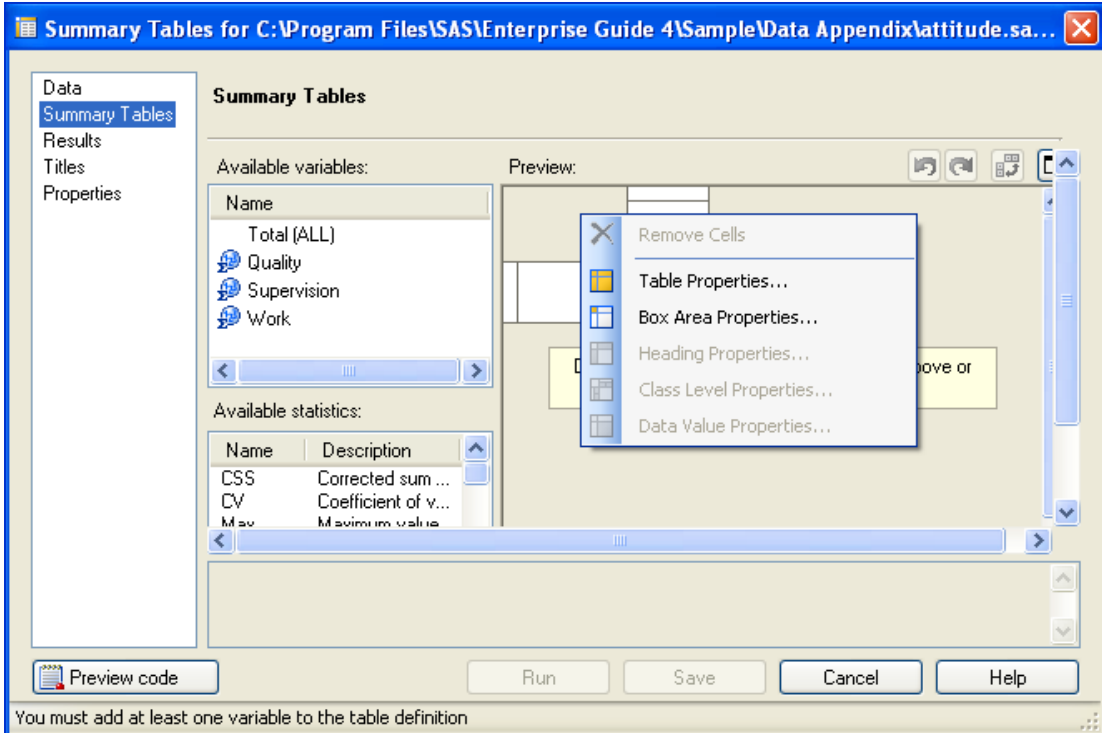 Summary Tables for C:\Program Files\SAS\Enterprise Guide 4\Sample\Data Appendix\attitude.sa...
Data
Summary Tables
Results
Titles
Properties
Summary Tables
Available variables:
Name
Total (ALL)
Quality
Supervision
Work
Available statistics:
Name Description
CSS Corrected sum ...
CV Coefficient of v...
Max Maximum value
Preview:
Remove Cells
Table Properties...
Box Area Properties...
Heading Properties...
Class Level Properties...
Data Value Properties...
or
Preview code
Run
Save
Cancel
Help
You must add at least one variable to the table definition